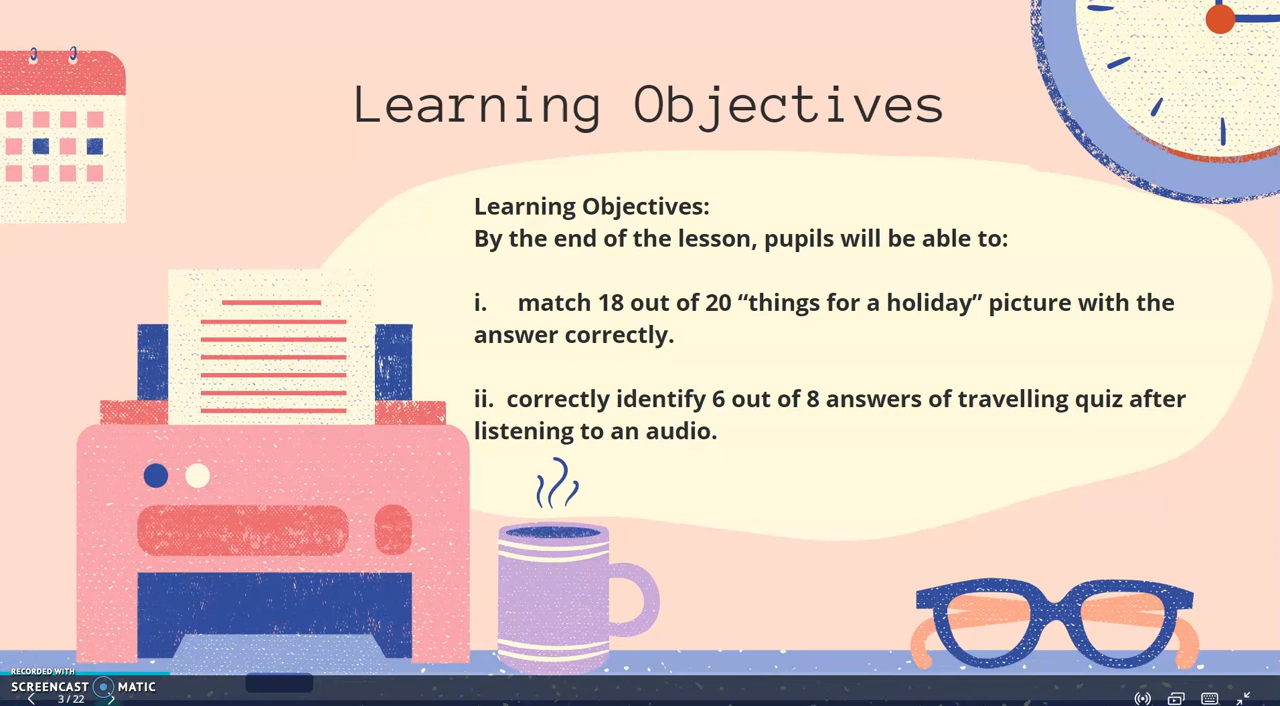 Learning Objectives
Learning Objectives:
By the end of the lesson, pupils will be able to:
i. match 18 out of 20 “things for a holiday” picture with the
answer correctly.
ii. correctly identify 6 out of 8 answers of travelling quiz after
listening to an audio.
RECORDED WITH
SCREENCAST MATIC
3 / 22